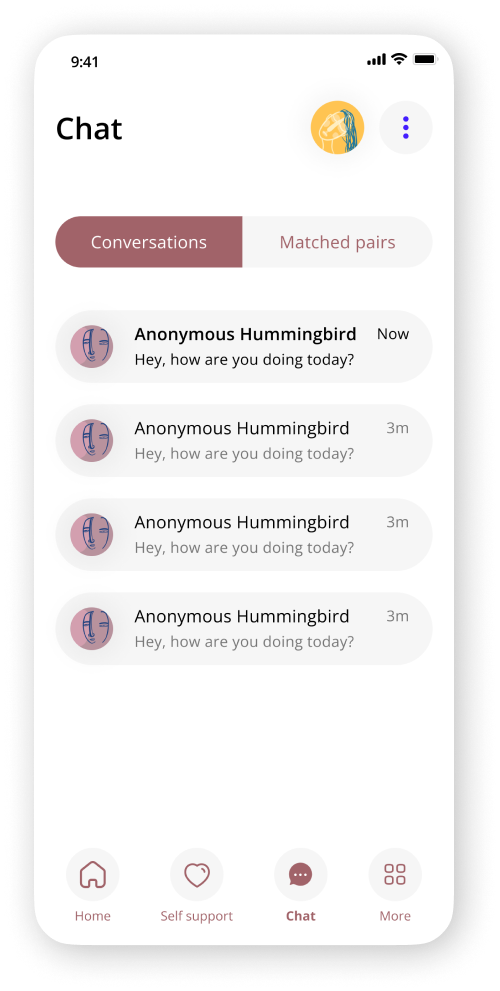 9:41
Chat
Conversations Matched pairs
Anonymous Hummingbird Now
Hey, how are you doing today?
Anonymous Hummingbird 3m
Hey, how are you doing today?
Anonymous Hummingbird 3m
Hey, how are you doing today?
Anonymous Hummingbird 3m
Hey, how are you doing today?
Home Self support Chat More